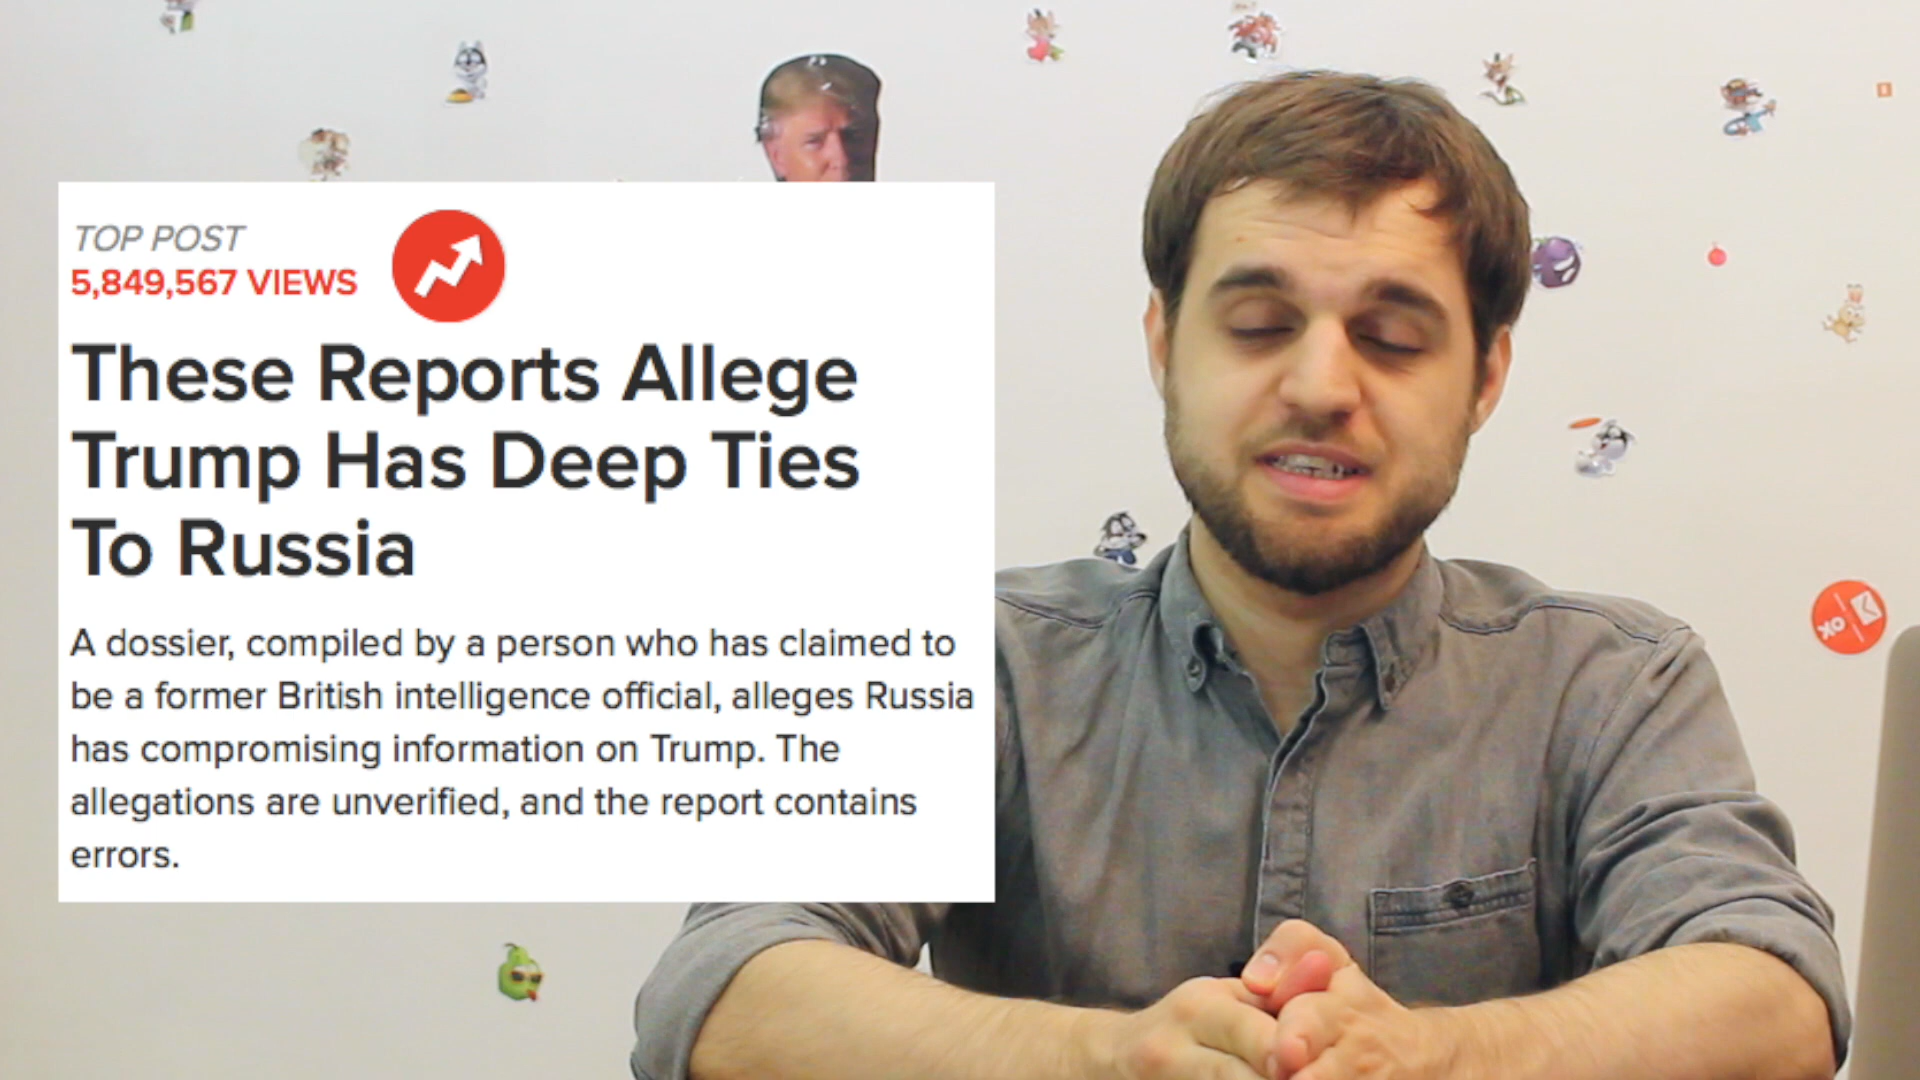 TOP POST
5,849,567 VIEWS
These Reports Allege
Trump Has Deep Ties
To Russia
A dossier, compiled by a person who has claimed to
be a former British intelligence official, alleges Russia
has compromising information on Trump. The
allegations are unverified, and the report contains
errors.
OK